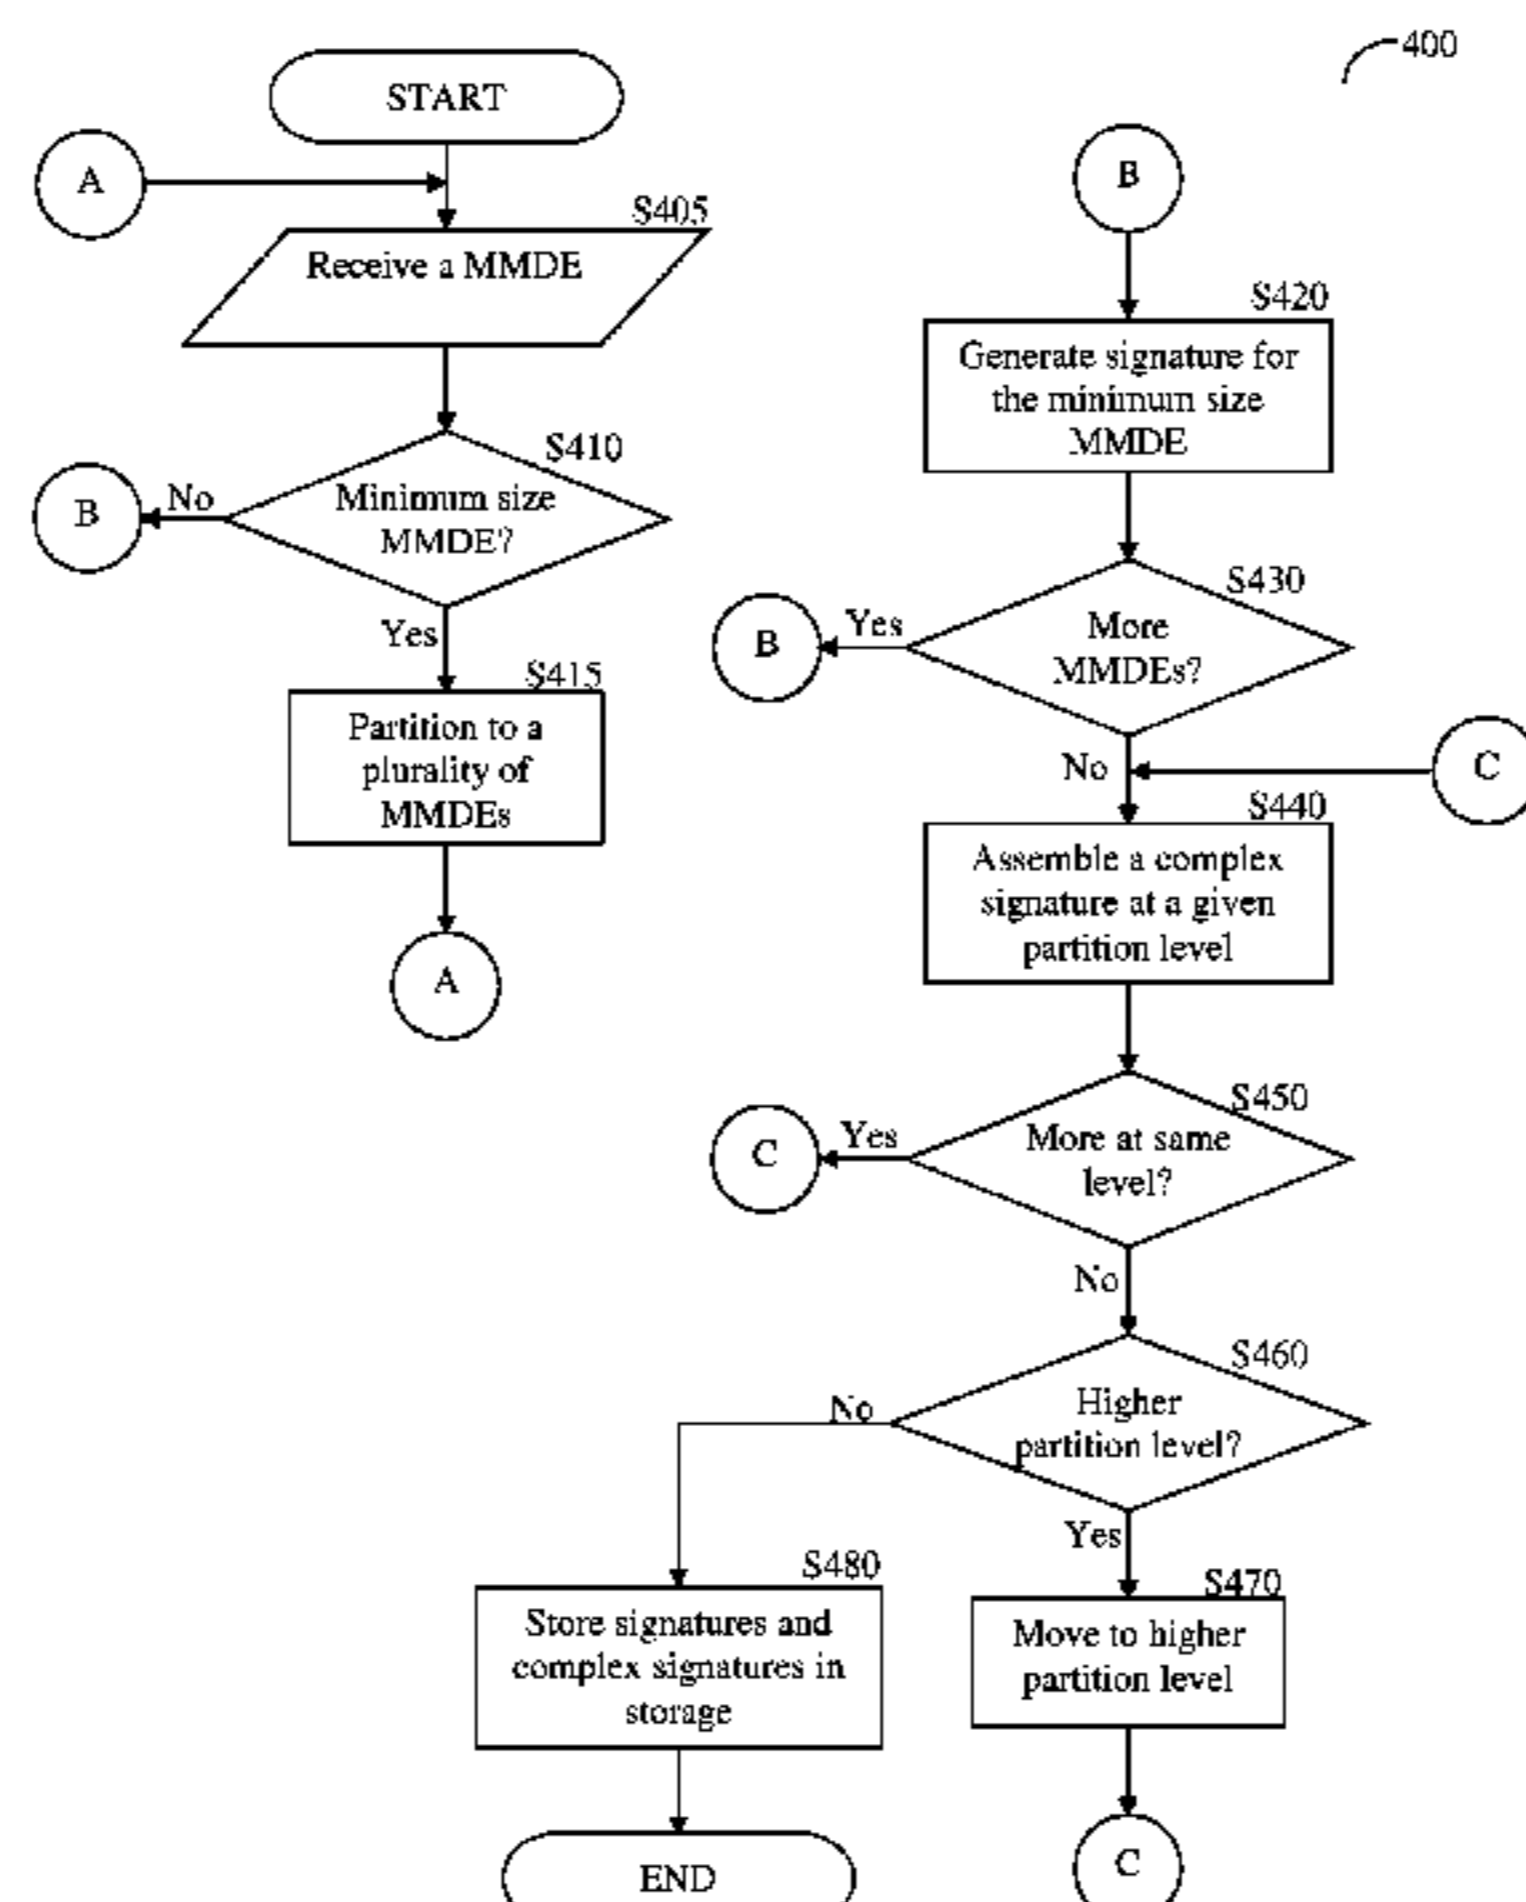 400
START
A
S405
Receive a MMDE
S410
Minimum size
MMDE?
No
B
Yes
S415
Partition to a
plurality of
MMDEs
A
B
S420
Generate signature for
the minimum size
MMDE
S430
More
MMDEs?
Yes
B
No
C
S440
Assemble a complex
signature at a given
partition level
S450
More at same
level?
Yes
C
No
S460
Higher
partition level?
No
Yes
S480
Store signatures and
complex signatures in
storage
END
S470
Move to higher
partition level
C